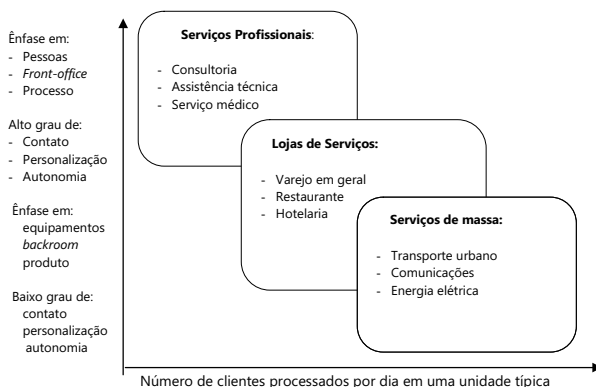 Ênfase em:
- Pessoas
- Front-office
- Processo
Alto grau de:
- Contato
- Personalização
- Autonomia
Ênfase em:
equipamentos
backroom
produto
Baixo grau de:
contato
personalização
autonomia
Serviços Profissionais:
- Consultoria
- Assistência técnica
- Serviço médico
Lojas de Serviços:
- Varejo em geral
- Restaurante
- Hotelaria
Serviços de massa:
- Transporte urbano
- Comunicações
- Energia elétrica
Número de clientes processados por dia em uma unidade típica